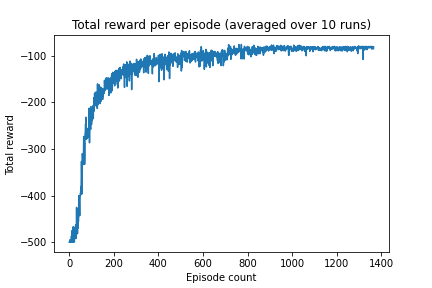 Total reward per episode (averaged over 10 runs)
−100
−200
−300
−400
−500
Total reward
0 200 400 600 800 1000 1200 1400
Episode count